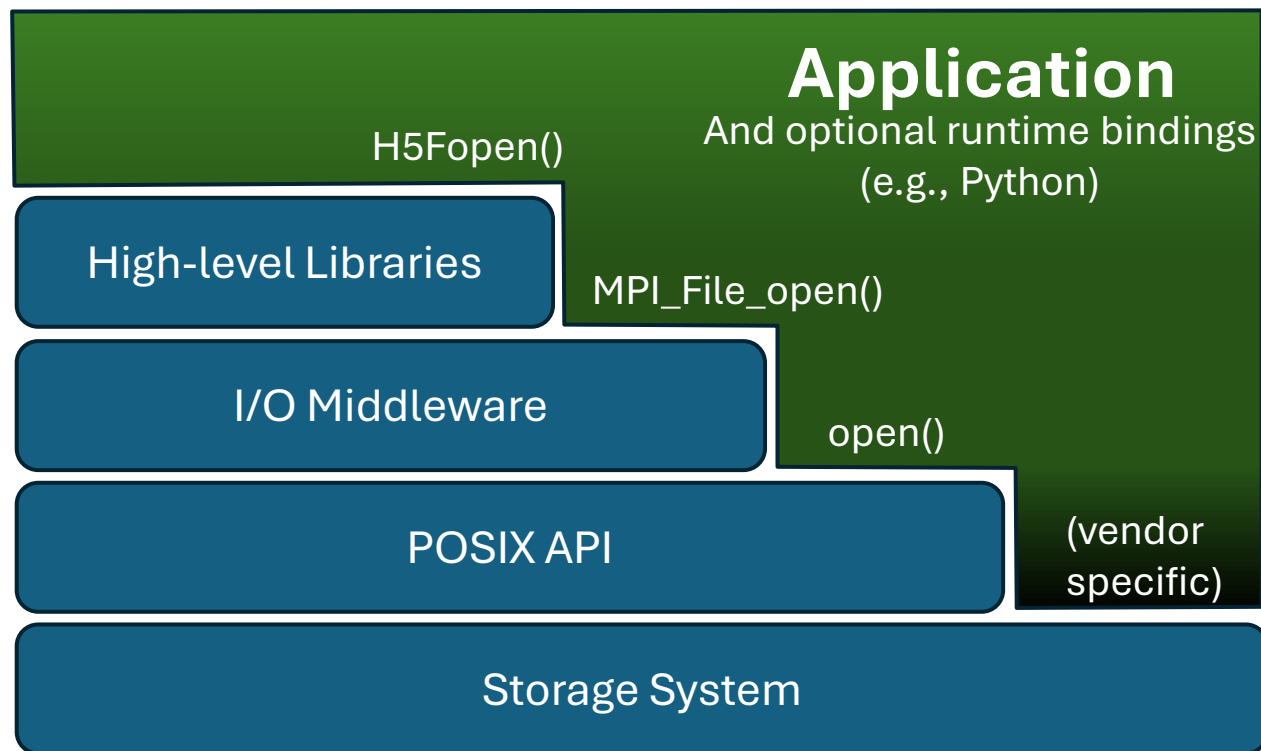 Application
And optional runtime bindings
(e.g., Python)
H5Fopen()
High-level Libraries
MPI_File_open()
I/O Middleware
open()
POSIX API
(vendor
specific)
Storage System